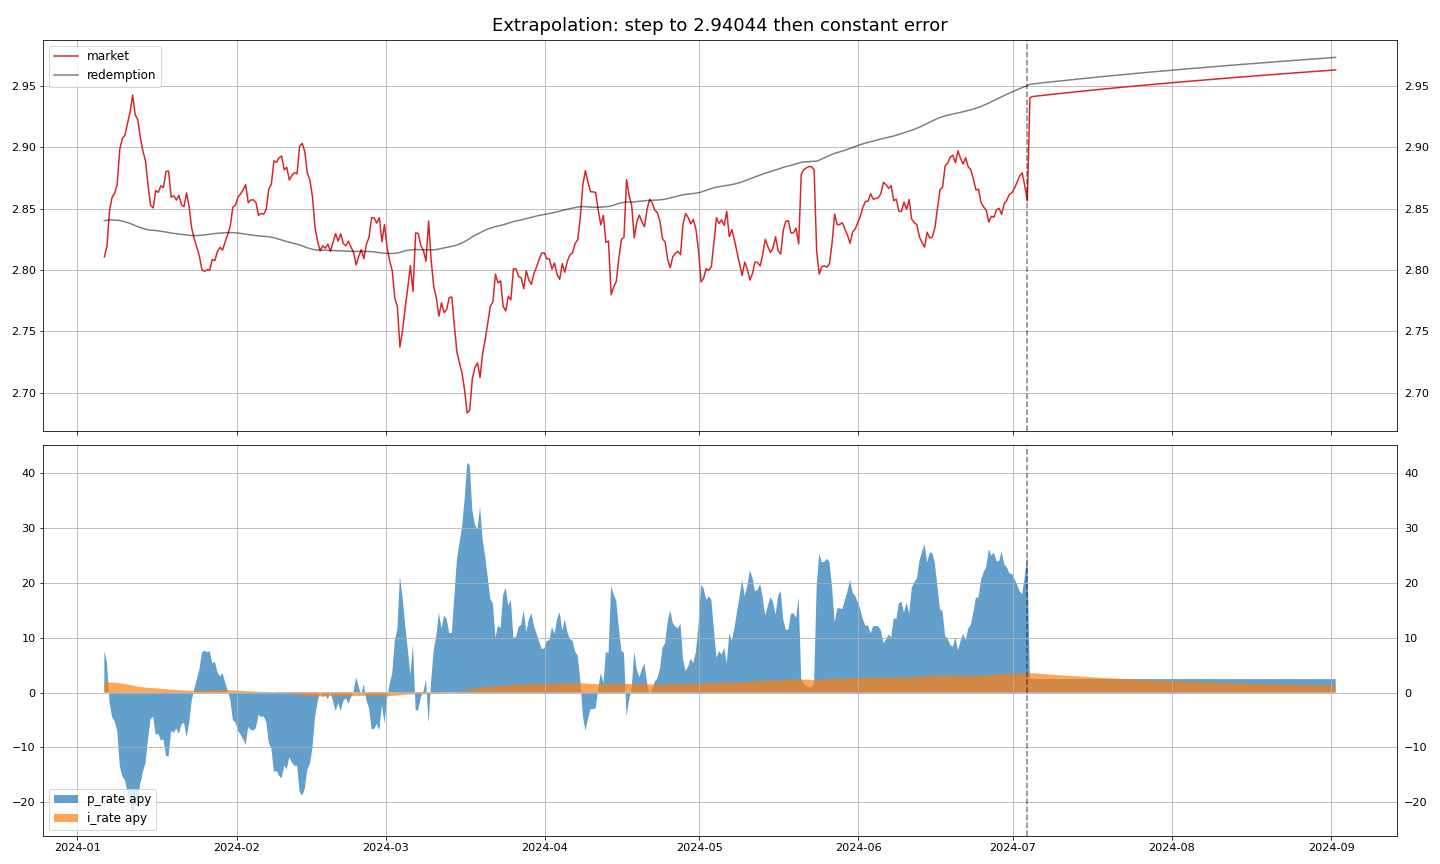 Extrapolation: step to 2.94044 then constant error
market
redemption
2.95 2.95
2.90 2.90
2.85 2.85
2.80 2.80
2.75 2.75
2.70 2.70
40 40
30 30
20 20
10 10
0 0
−10 −10
−20 −20
p_rate apy
i_rate apy
2024-01 2024-02 2024-03 2024-04 2024-05 2024-06 2024-07 2024-08 2024-09